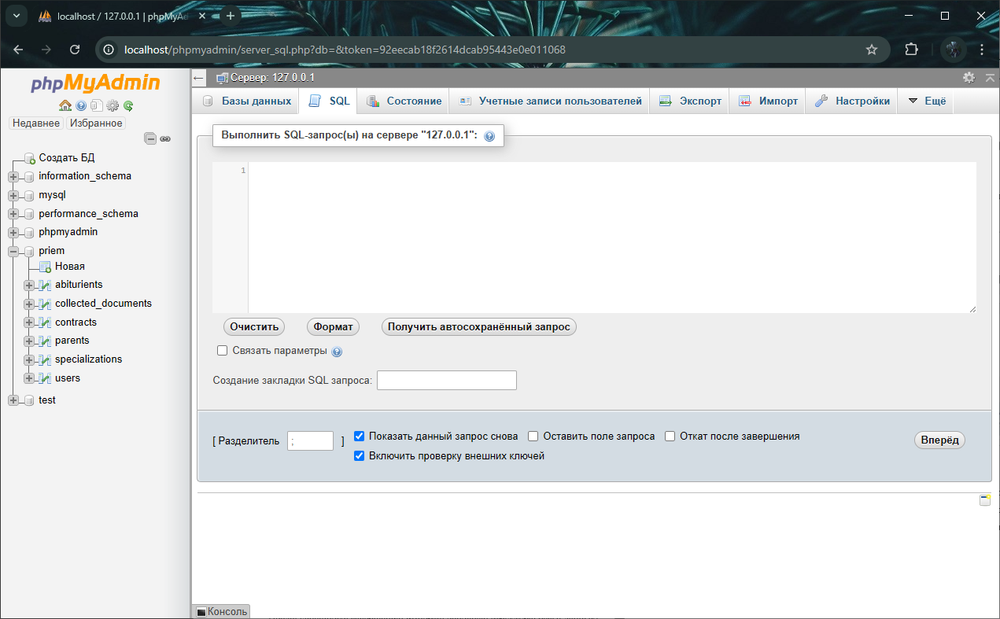 localhost / 127.0.0.1 | phpMyAd
localhost/phpmyadmin/server_sql.php?db=&token=92eecab18f2614dcab95443e0e011068
phpMyAdmin
Недавнее Избранное
Создать БД
information_schema
mysql
performance_schema
phpmyadmin
priem
Новая
abiturients
collected_documents
contracts
parents
specializations
users
test
Сервер: 127.0.0.1
Базы данных SQL Состояние Учетные записи пользователей Экспорт Импорт Настройки Ещё
Выполнить SQL-запрос(ы) на сервере "127.0.0.1":
1
Очистить Формат Получить автосохранённый запрос
Связать параметры
Создание закладки SQL запроса:
[ Разделитель ; ] Показать данный запрос снова Оставить поле запроса Откат после завершения Вперёд
Включить проверку внешних ключей
Консоль